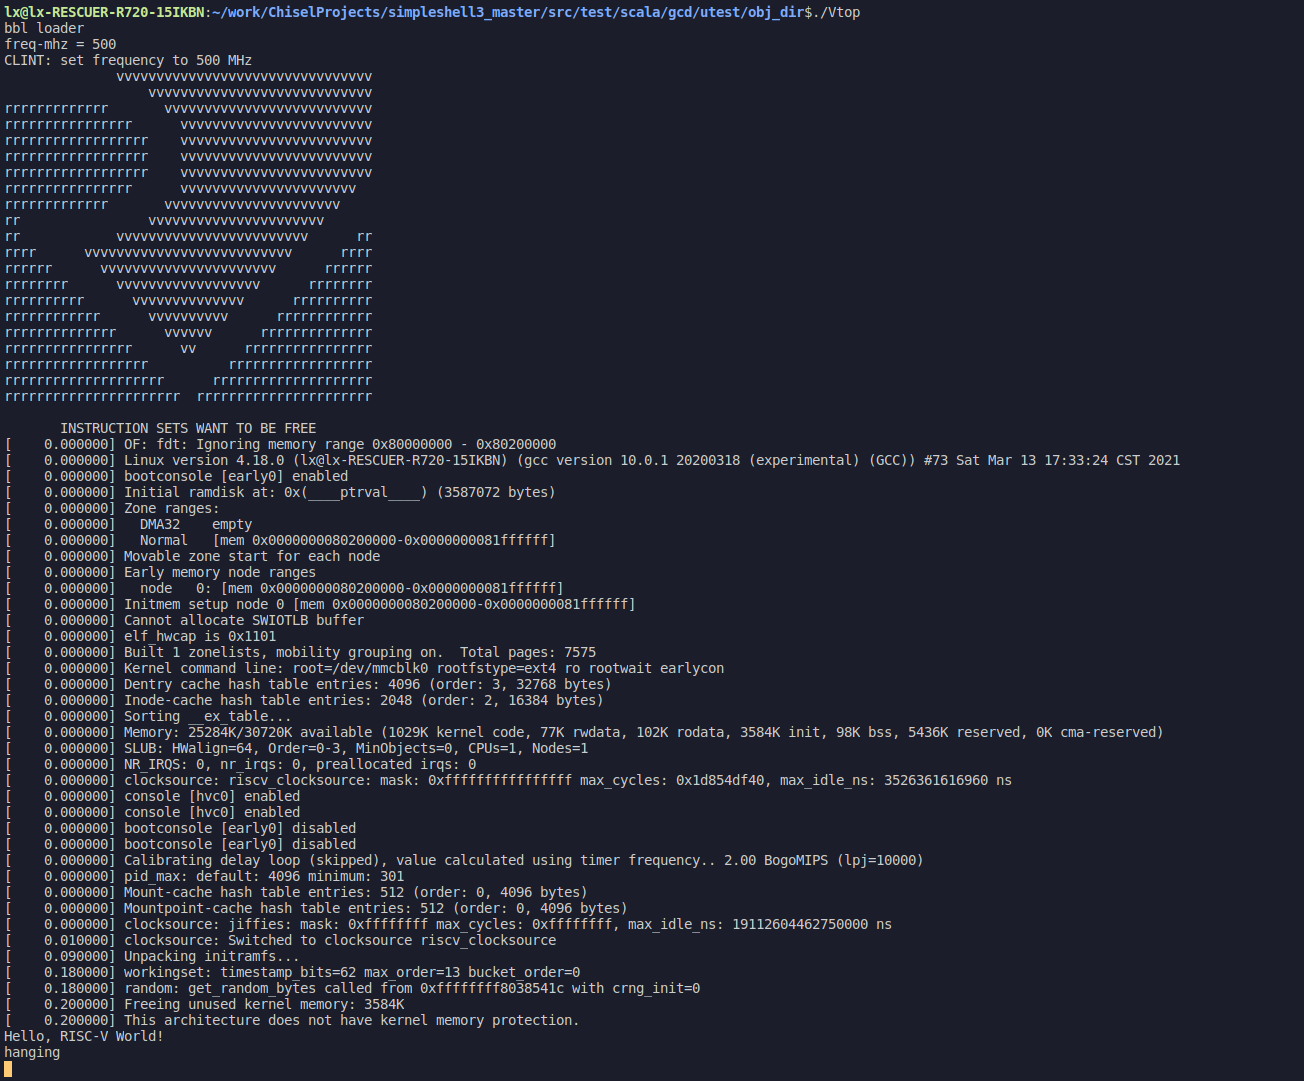 lx@lx-RESCUER-R720-15IKBN:~/work/ChiselProjects/simpleshell3_master/src/test/scala/gcd/utest/obj_dir$./Vtop
bbl loader
freq-mhz = 500
CLINT: set frequency to 500 MHz
              vvvvvvvvvvvvvvvvvvvvvvvvvvvvvvvv
                  vvvvvvvvvvvvvvvvvvvvvvvvvvvv
rrrrrrrrrrrrr       vvvvvvvvvvvvvvvvvvvvvvvvvv
rrrrrrrrrrrrrrrr      vvvvvvvvvvvvvvvvvvvvvvvv
rrrrrrrrrrrrrrrrrr    vvvvvvvvvvvvvvvvvvvvvvvv
rrrrrrrrrrrrrrrrrr    vvvvvvvvvvvvvvvvvvvvvvvv
rrrrrrrrrrrrrrrrrr    vvvvvvvvvvvvvvvvvvvvvvvv
rrrrrrrrrrrrrrrr      vvvvvvvvvvvvvvvvvvvvvv
rrrrrrrrrrrrr       vvvvvvvvvvvvvvvvvvvvvv
rr                vvvvvvvvvvvvvvvvvvvvvv
rr            vvvvvvvvvvvvvvvvvvvvvvvv      rr
rrrr      vvvvvvvvvvvvvvvvvvvvvvvvvv      rrrr
rrrrrr      vvvvvvvvvvvvvvvvvvvvvv      rrrrrr
rrrrrrrr      vvvvvvvvvvvvvvvvvv      rrrrrrrr
rrrrrrrrrr      vvvvvvvvvvvvvv      rrrrrrrrrr
rrrrrrrrrrrr      vvvvvvvvvv      rrrrrrrrrrrr
rrrrrrrrrrrrrr      vvvvvv      rrrrrrrrrrrrrr
rrrrrrrrrrrrrrrr      vv      rrrrrrrrrrrrrrrr
rrrrrrrrrrrrrrrrrr          rrrrrrrrrrrrrrrrrr
rrrrrrrrrrrrrrrrrrrr      rrrrrrrrrrrrrrrrrrrr
rrrrrrrrrrrrrrrrrrrrrr  rrrrrrrrrrrrrrrrrrrrrr
       INSTRUCTION SETS WANT TO BE FREE
[    0.000000] OF: fdt: Ignoring memory range 0x80000000 - 0x80200000
[    0.000000] Linux version 4.18.0 (lx@lx-RESCUER-R720-15IKBN) (gcc version 10.0.1 20200318 (experimental) (GCC)) #73 Sat Mar 13 17:33:24 CST 2021
[    0.000000] bootconsole [early0] enabled
[    0.000000] Initial ramdisk at: 0x(____ptrval____) (3587072 bytes)
[    0.000000] Zone ranges:
[    0.000000]   DMA32    empty
[    0.000000]   Normal   [mem 0x0000000080200000-0x0000000081ffffff]
[    0.000000] Movable zone start for each node
[    0.000000] Early memory node ranges
[    0.000000]   node   0: [mem 0x0000000080200000-0x0000000081ffffff]
[    0.000000] Initmem setup node 0 [mem 0x0000000080200000-0x0000000081ffffff]
[    0.000000] Cannot allocate SWIOTLB buffer
[    0.000000] elf_hwcap is 0x1101
[    0.000000] Built 1 zonelists, mobility grouping on.  Total pages: 7575
[    0.000000] Kernel command line: root=/dev/mmcblk0 rootfstype=ext4 ro rootwait earlycon
[    0.000000] Dentry cache hash table entries: 4096 (order: 3, 32768 bytes)
[    0.000000] Inode-cache hash table entries: 2048 (order: 2, 16384 bytes)
[    0.000000] Sorting __ex_table...
[    0.000000] Memory: 25284K/30720K available (1029K kernel code, 77K rwdata, 102K rodata, 3584K init, 98K bss, 5436K reserved, 0K cma-reserved)
[    0.000000] SLUB: HWalign=64, Order=0-3, MinObjects=0, CPUs=1, Nodes=1
[    0.000000] NR_IRQS: 0, nr_irqs: 0, preallocated irqs: 0
[    0.000000] clocksource: riscv_clocksource: mask: 0xffffffffffffffff max_cycles: 0x1d854df40, max_idle_ns: 3526361616960 ns
[    0.000000] console [hvc0] enabled
[    0.000000] console [hvc0] enabled
[    0.000000] bootconsole [early0] disabled
[    0.000000] bootconsole [early0] disabled
[    0.000000] Calibrating delay loop (skipped), value calculated using timer frequency.. 2.00 BogoMIPS (lpj=10000)
[    0.000000] pid_max: default: 4096 minimum: 301
[    0.000000] Mount-cache hash table entries: 512 (order: 0, 4096 bytes)
[    0.000000] Mountpoint-cache hash table entries: 512 (order: 0, 4096 bytes)
[    0.000000] clocksource: jiffies: mask: 0xffffffff max_cycles: 0xffffffff, max_idle_ns: 19112604462750000 ns
[    0.010000] clocksource: Switched to clocksource riscv_clocksource
[    0.090000] Unpacking initramfs...
[    0.180000] workingset: timestamp_bits=62 max_order=13 bucket_order=0
[    0.180000] random: get_random_bytes called from 0xffffffff8038541c with crng_init=0
[    0.200000] Freeing unused kernel memory: 3584K
[    0.200000] This architecture does not have kernel memory protection.
Hello, RISC-V World!
hanging